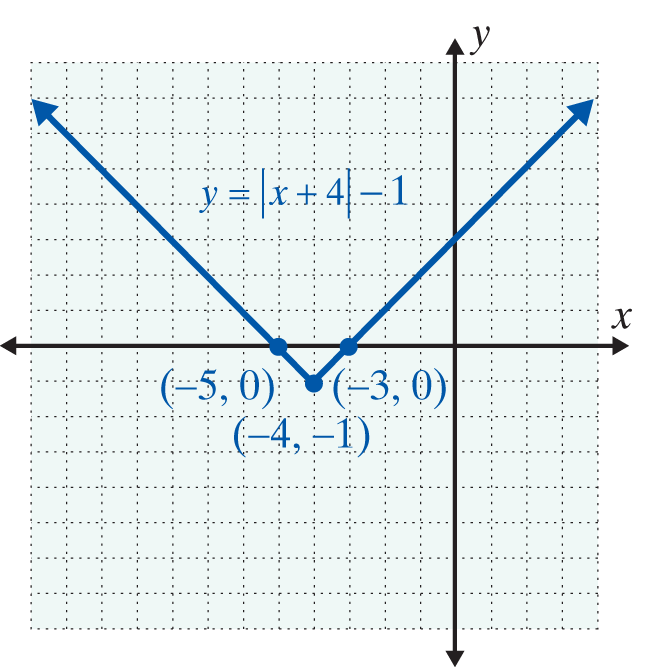 y
y = |x + 4| − 1
x
(−5, 0) (−3, 0)
(−4, −1)